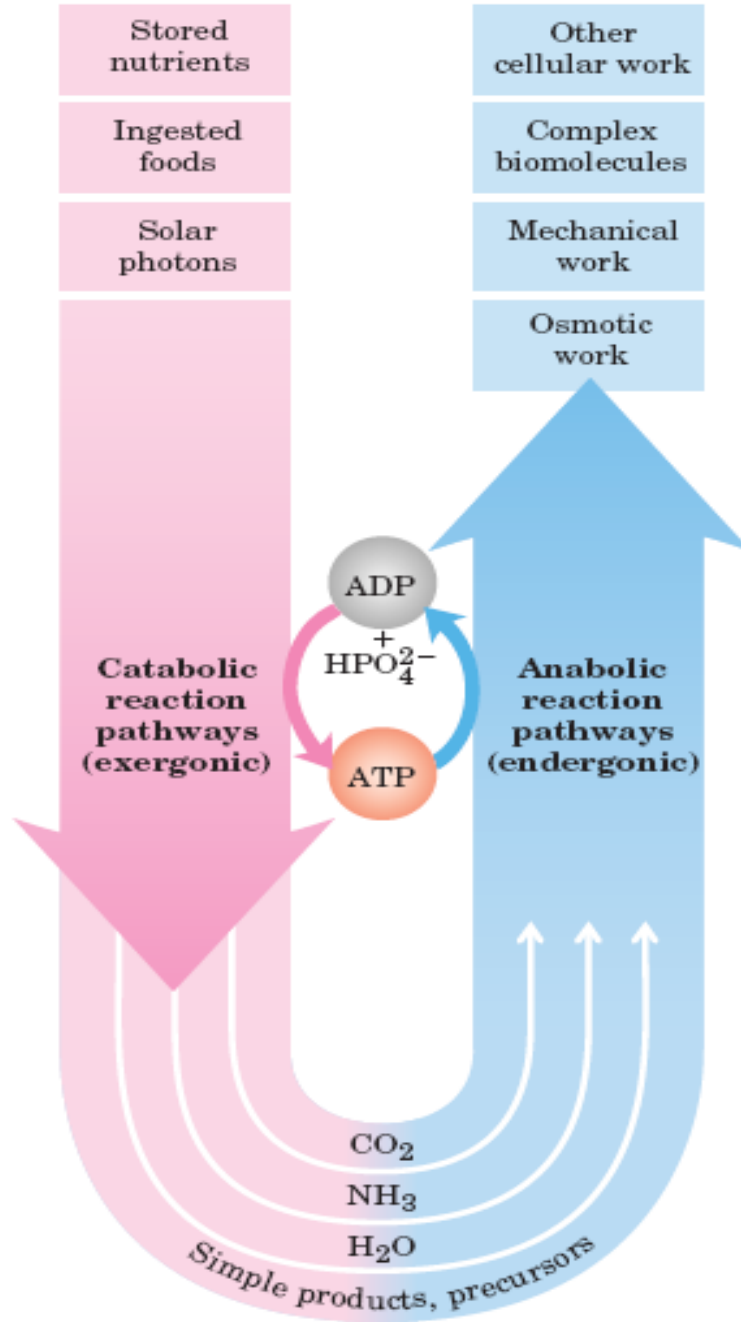 Stored
nutrients
Ingested
foods
Solar
photons
Other
cellular work
Complex
biomolecules
Mechanical
work
Osmotic
work
ADP
+
HPO₄²⁻
ATP
Catabolic
reaction
pathways
(exergonic)
Anabolic
reaction
pathways
(endergonic)
CO₂
NH₃
H₂O
Simple products, precursors